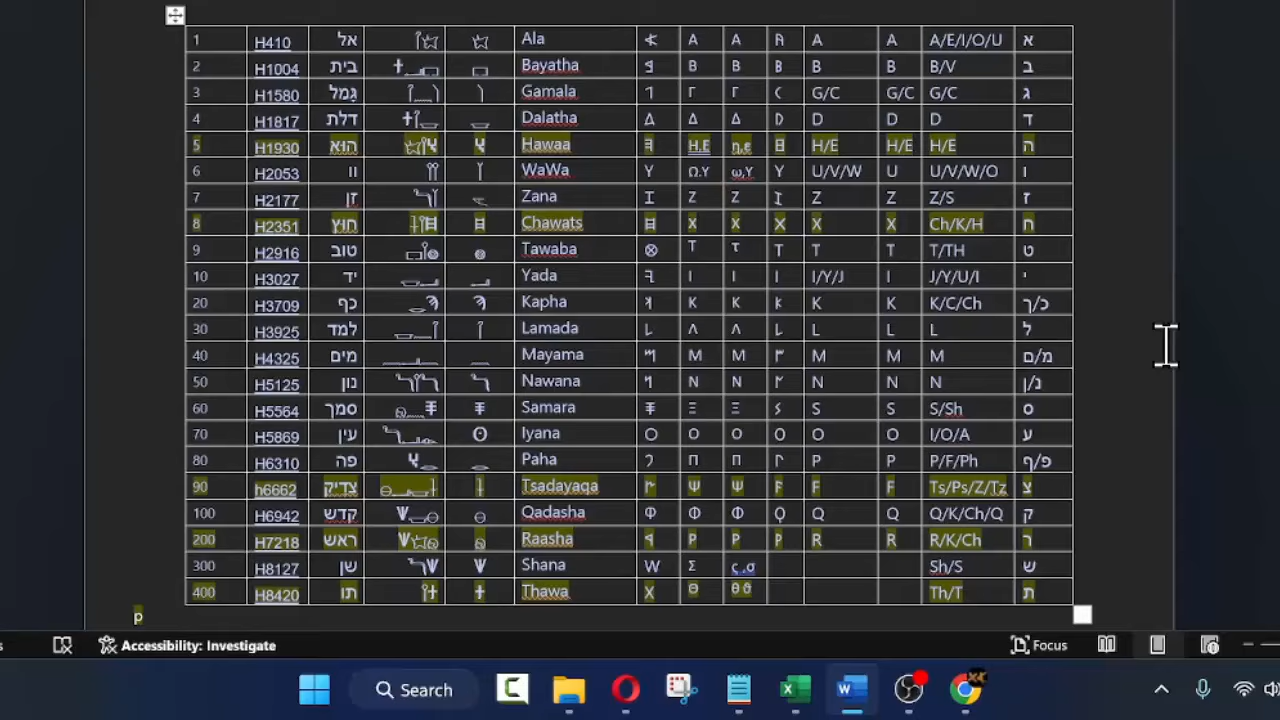 1 H410 אל Ala A A A A A/E/I/O/U א
2 H1004 בית Bayatha B B B B B B/V ב
3 H1580 גָּמַל Gamala Γ Γ G/C G/C G/C ג
4 H1817 דלת Dalatha Δ Δ Δ D D D D ד
5 H1930 הוּא Hawaa H,E η,e H/E H/E H/E ה
6 H2053 וו WaWa Y Ω.Y ω,Y Y U/V/W U U/V/W/O ו
7 H2177 זן Zana Z Z Z Z Z/S ז
8 H2351 חוּץ Chawats X X X X X Ch/K/H ח
9 H2916 טוב Tawaba ⊗ T τ T T T T/TH ט
10 H3027 יד Yada I I I I/Y/J I J/Y/U/I י
20 H3709 כף Kapha K K k K K K/C/Ch כ/ך
30 H3925 למד Lamada Λ Λ L L L ל
40 H4325 מים Mayama M M M M M מ/ם
50 H5125 נון Nawana N N N N N נ/ן
60 H5564 סמך Samara Ξ Ξ S S S/Sh ס
70 H5869 עין Iyana O O O O O O I/O/A ע
80 H6310 פה Paha Π Π P P P/F/Ph פ/ף
90 h6662 צדיק Tsadayaqa Ψ Ψ F F F Ts/Ps/Z/Tz צ
100 H6942 קדש Qadasha Φ Φ Φ Q Q Q/K/Ch/Q ק
200 H7218 ראש Raasha P P P R R R/K/Ch ר
300 H8127 שן Shana W Σ ς,σ Sh/S ש
400 H8420 תו Thawa X Θ θ ϑ Th/T ת
p
Accessibility: Investigate Focus
Search